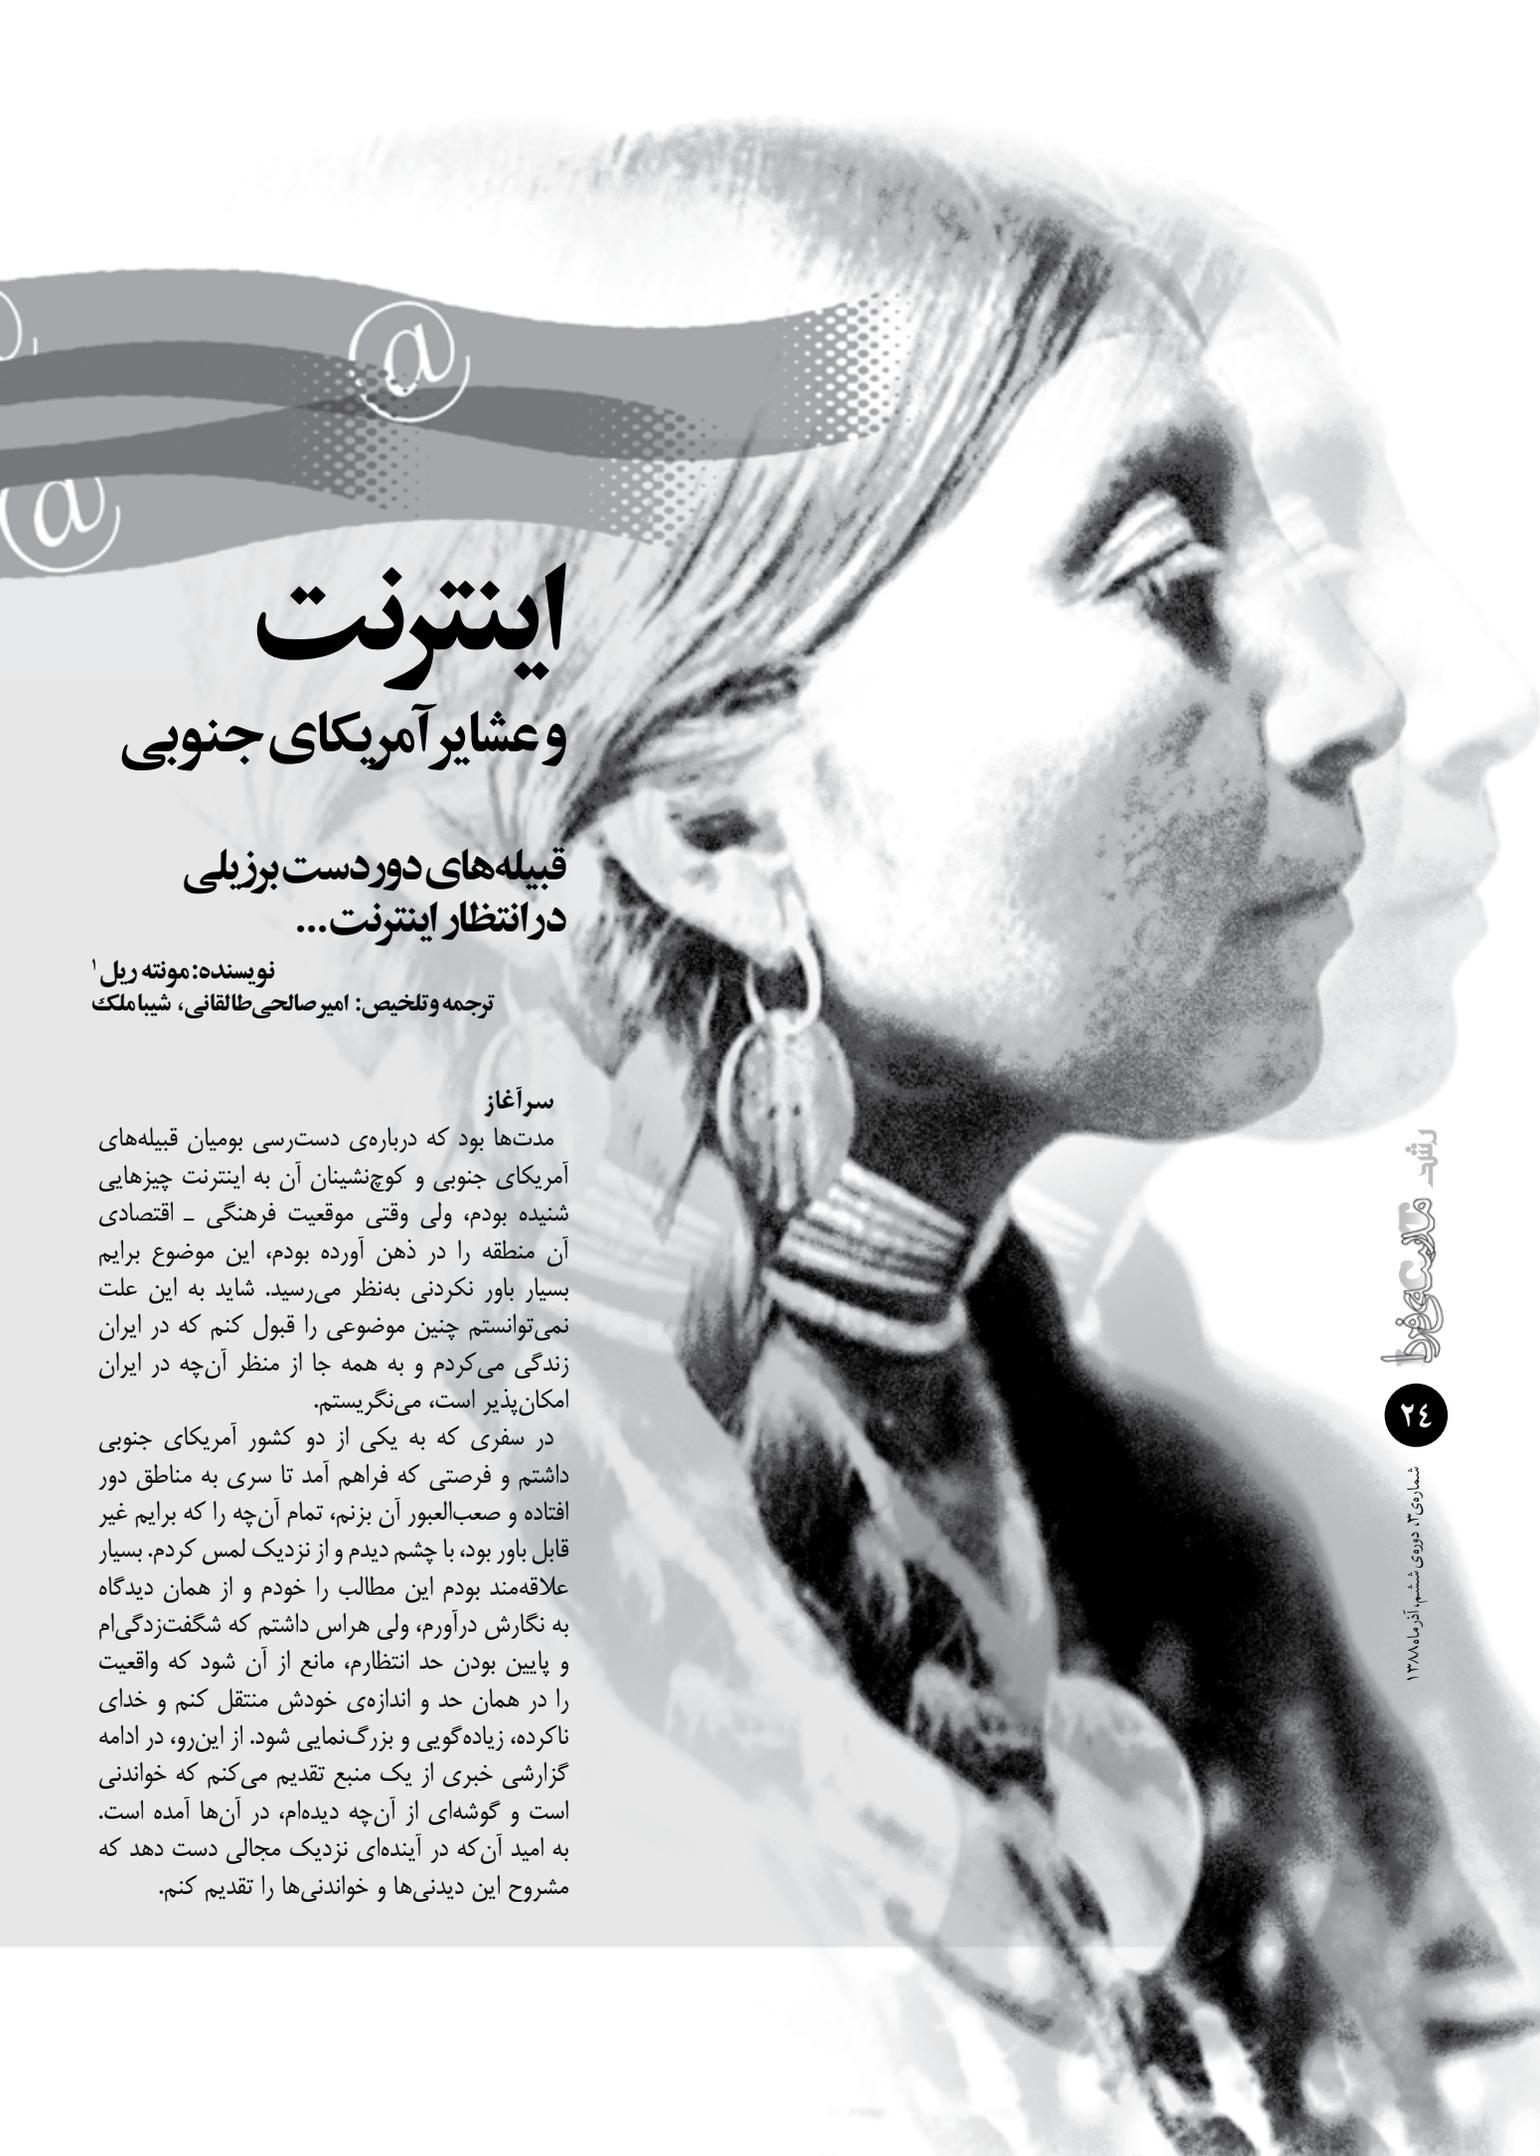 اینترنت
و عشایر آمریکای جنوبی
قبیله‌های دور دست برزیلی
در انتظار اینترنت...
نویسنده: مونته ریل۱
ترجمه و تلخیص: امیر صالحی طالقانی، شیبا ملک
سرآغاز
مدت‌ها بود که درباره‌ی دست‌رسی بومیان قبیله‌های
آمریکای جنوبی و کوچ‌نشینان آن به اینترنت چیزهایی
شنیده بودم، ولی وقتی موقعیت فرهنگی ـ اقتصادی
آن منطقه را در ذهن آورده بودم، این موضوع برایم
بسیار باور نکردنی به‌نظر می‌رسید. شاید به این علت
نمی‌توانستم چنین موضوعی را قبول کنم که در ایران
زندگی می‌کردم و به همه جا از منظر آن‌چه در ایران
امکان‌پذیر است، می‌نگریستم.
در سفری که به یکی از دو کشور آمریکای جنوبی
داشتم و فرصتی که فراهم آمد تا سری به مناطق دور
افتاده و صعب‌العبور آن بزنم، تمام آن‌چه را که برایم غیر
قابل باور بود، با چشم دیدم و از نزدیک لمس کردم. بسیار
علاقه‌مند بودم این مطالب را خودم و از همان دیدگاه
به نگارش درآورم، ولی هراس داشتم که شگفت‌زدگی‌ام
و پایین بودن حد انتظارم، مانع از آن شود که واقعیت
را در همان حد و اندازه‌ی خودش منتقل کنم و خدای
ناکرده، زیاده‌گویی و بزرگ‌نمایی شود. از این‌رو، در ادامه
گزارشی خبری از یک منبع تقدیم می‌کنم که خواندنی
است و گوشه‌ای از آن‌چه دیده‌ام، در آن‌ها آمده است.
به امید آن‌که در آینده‌ای نزدیک مجالی دست دهد که
مشروح این دیدنی‌ها و خواندنی‌ها را تقدیم کنم.
رشد
۲۴
شماره‌ی۳، دوره‌ی ششم، آذر ماه ۱۳۸۸
@
@